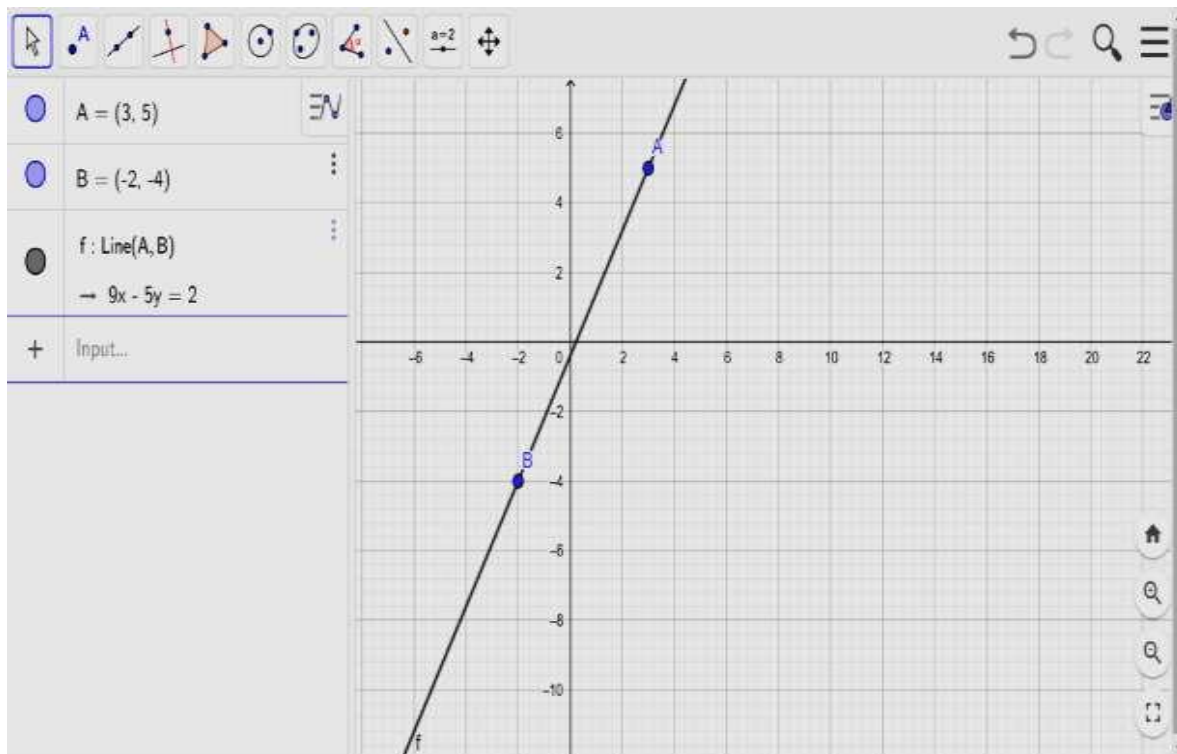 A
a=2
A = (3, 5)
B = (-2, -4)
f : Line(A, B)
→ 9x - 5y = 2
+ Input...
6
A
4
2
-6 -4 -2 0 2 4 6 8 10 12 14 16 18 20 22
-2
B
-4
-6
-8
-10
f